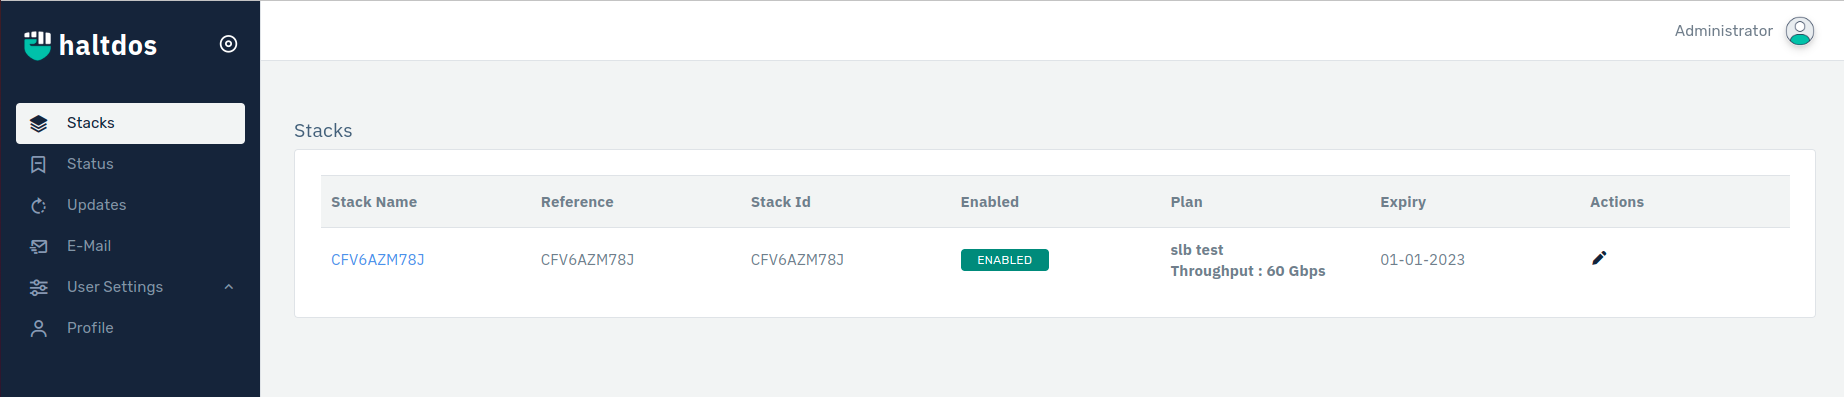 haltdos
Administrator
Stacks
Status
Updates
E-Mail
User Settings
Profile
Stacks
Stack Name Reference Stack Id Enabled Plan Expiry Actions
CFV6AZM78J CFV6AZM78J CFV6AZM78J ENABLED slb test 01-01-2023
Throughput : 60 Gbps